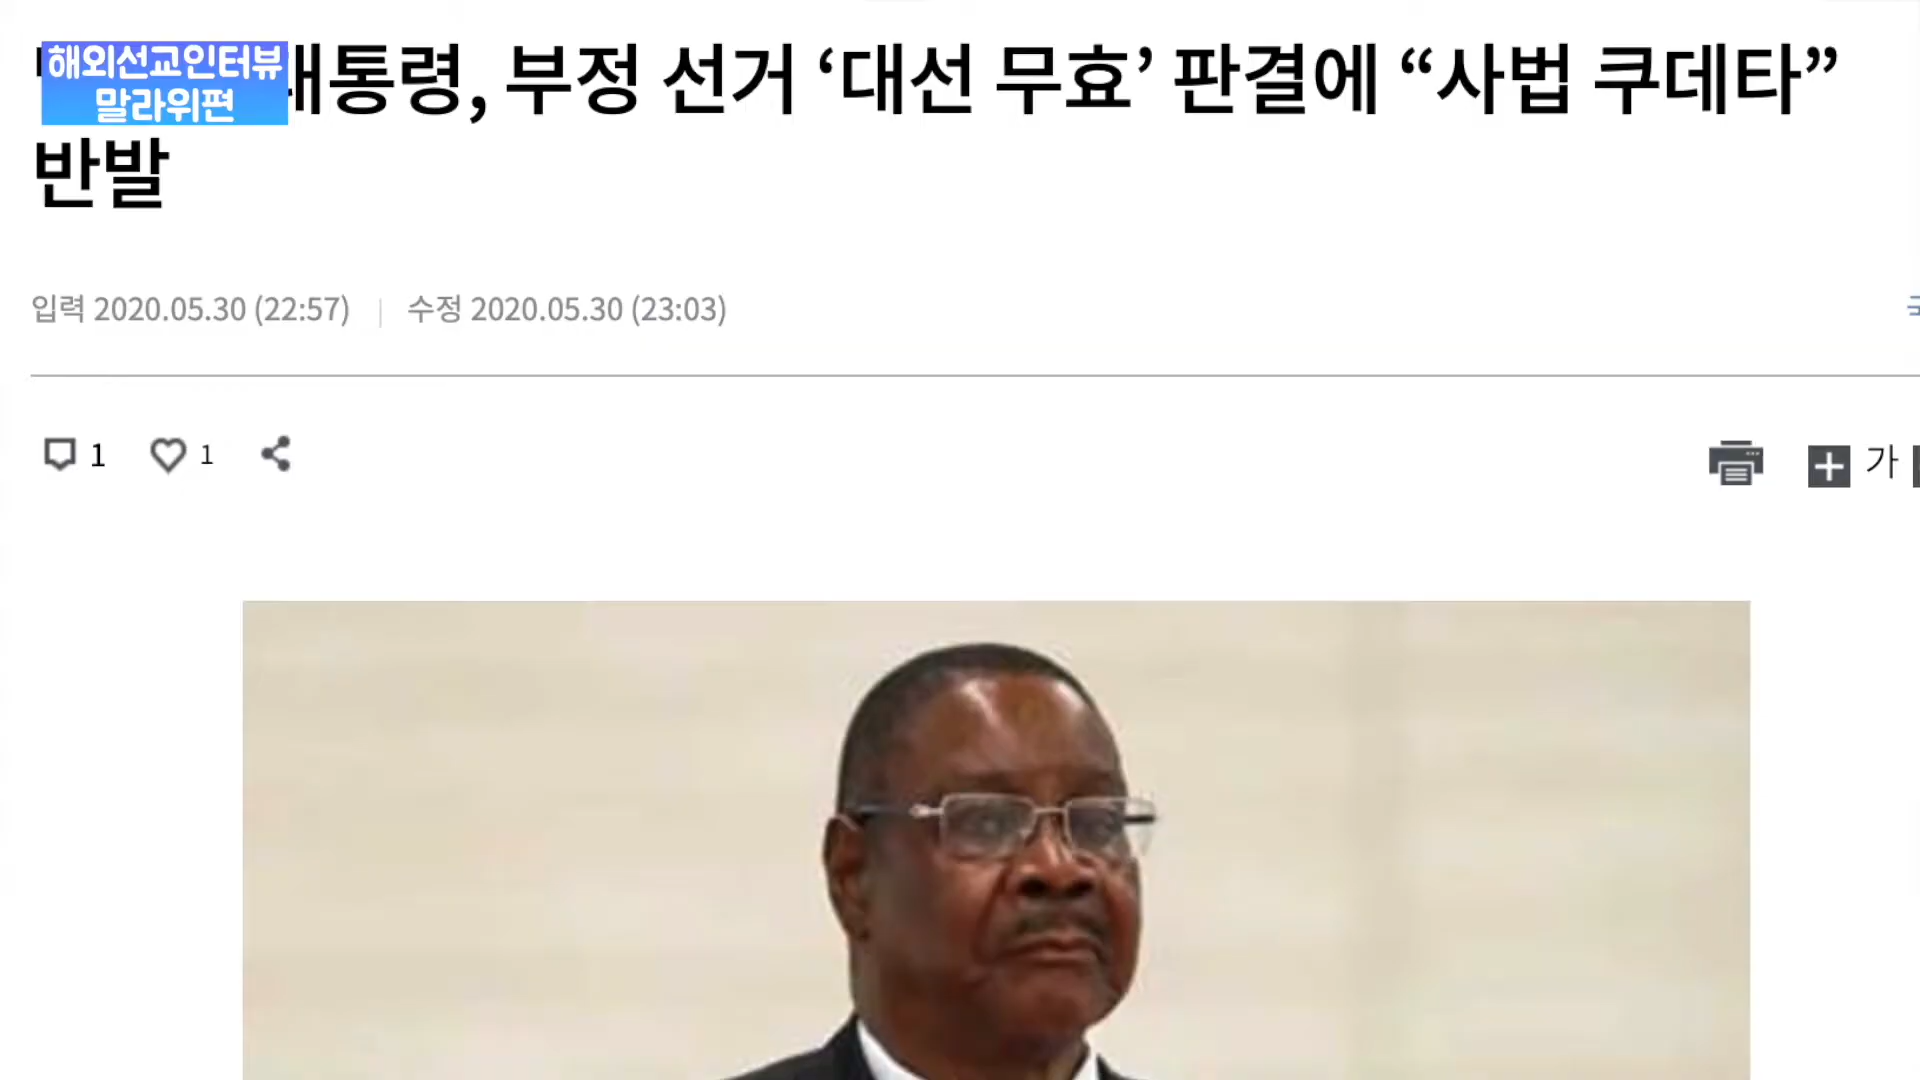 해외선교인터뷰
말라위편
대통령, 부정 선거 ‘대선 무효’ 판결에 “사법 쿠데타”
반발
입력 2020.05.30 (22:57) | 수정 2020.05.30 (23:03)
1 1
가